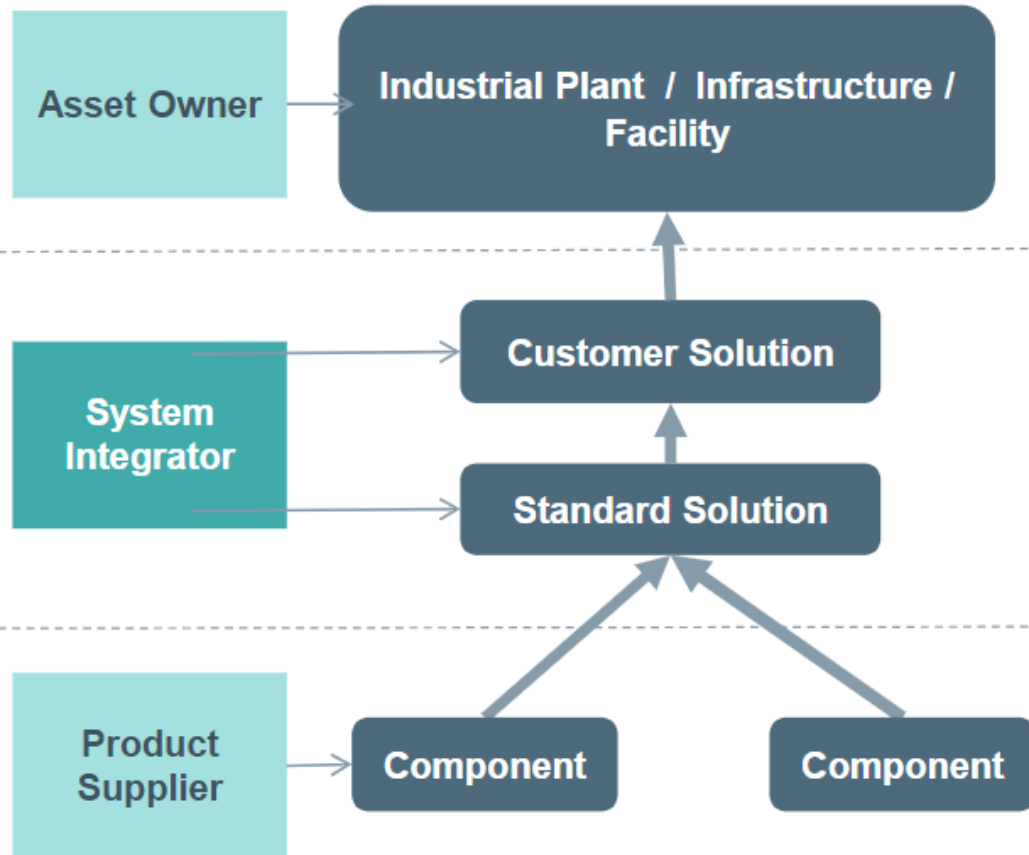 Asset Owner
Industrial Plant / Infrastructure /
Facility
System
Integrator
Customer Solution
Standard Solution
Product
Supplier
Component
Component